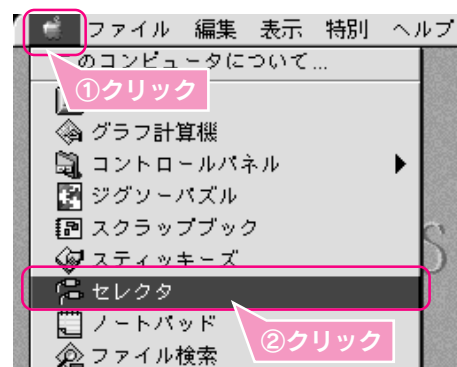 ファイル 編集 表示 特別 ヘルプ
のコンピュータについて...
①クリック
グラフ計算機
コントロールパネル
ジグソーパズル
スクラップブック
スティッキーズ
セレクタ
ノートパッド
②クリック
ファイル検索